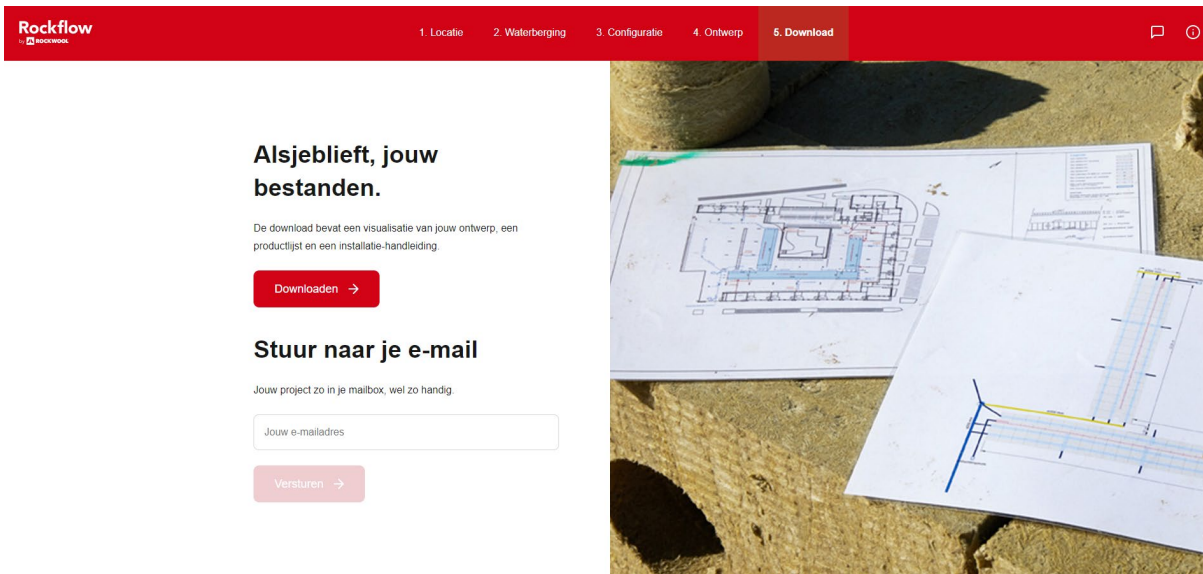 Rockflow
by ROCKWOOL
1. Locatie
2. Waterberging
3. Configuratie
4. Ontwerp
5. Download
Alsjeblieft, jouw
bestanden.
De download bevat een visualisatie van jouw ontwerp, een
productlijst en een installatie-handleiding.
Downloaden
Stuur naar je e-mail
Jouw project zo in je mailbox, wel zo handig.
Jouw e-mailadres
Versturen